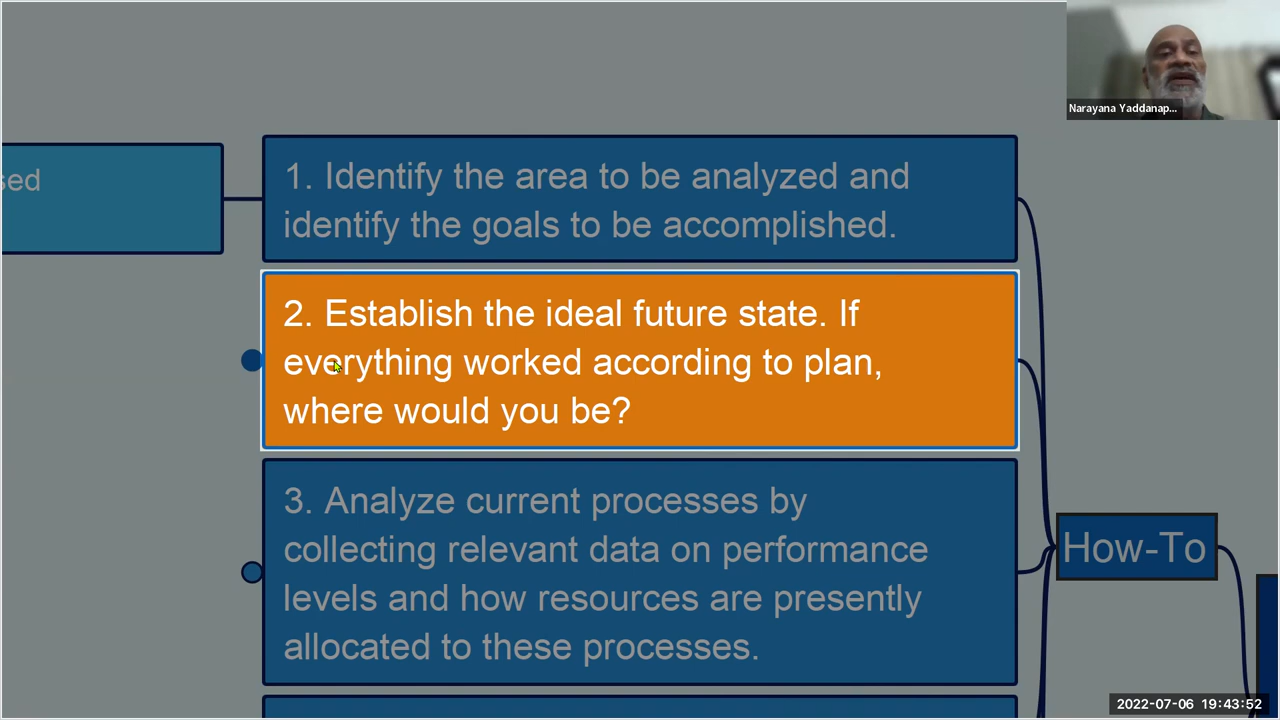 Narayana Yaddanap...
1. Identify the area to be analyzed and
identify the goals to be accomplished.
sed
2. Establish the ideal future state. If
everything worked according to plan,
where would you be?
3. Analyze current processes by
collecting relevant data on performance
levels and how resources are presently
allocated to these processes.
How-To
2022-07-06 19:43:52